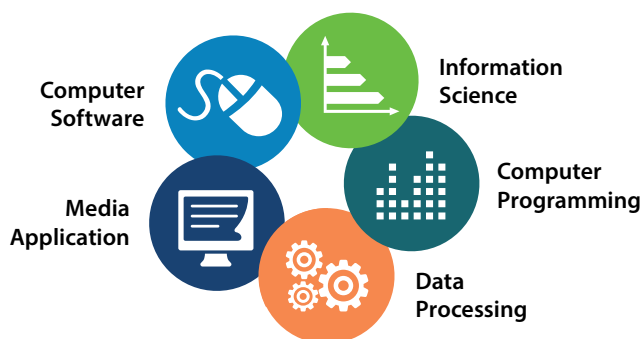 Computer
Software
Information
Science
Computer
Programming
Media
Application
Data
Processing